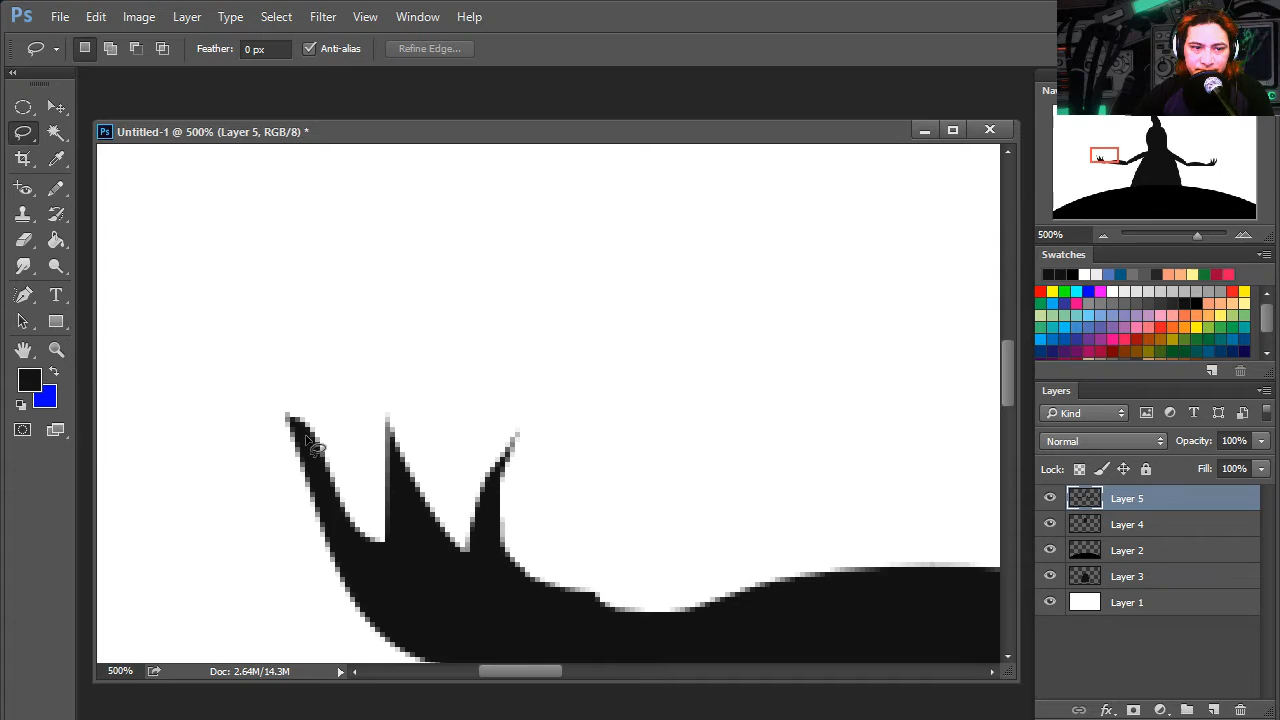 Ps File Edit Image Layer Type Select Filter 3D View Window Help
Feather: 0 px Anti-alias Refine Edge...
Ps Untitled-1 @ 500% (Layer 5, RGB/8) *
500%
Swatches
Layers
Kind
Normal Opacity: 100%
Lock: Fill: 100%
Layer 5
Layer 4
Layer 2
Layer 3
Layer 1
500% Doc: 2.64M/14.3M